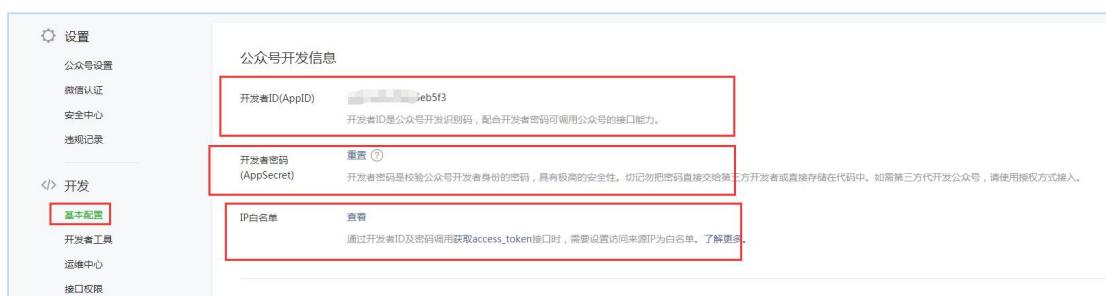 设置
公众号设置
微信认证
安全中心
违规记录
</> 开发
基本配置
开发者工具
运维中心
接口权限
公众号开发信息
开发者ID(AppID)
eb5f3
开发者ID是公众号开发识别码，配合开发者密码可调用公众号的接口能力。
开发者密码
(AppSecret)
重置 ?
开发者密码是校验公众号开发者身份的密码，具有极高的安全性。切记勿把密码直接交给第三方开发者或直接存储在代码中。如需第三方代开发公众号，请使用授权方式接入。
IP白名单
查看
通过开发者ID及密码调用获取access_token接口时，需要设置访问来源IP为白名单。了解更多。